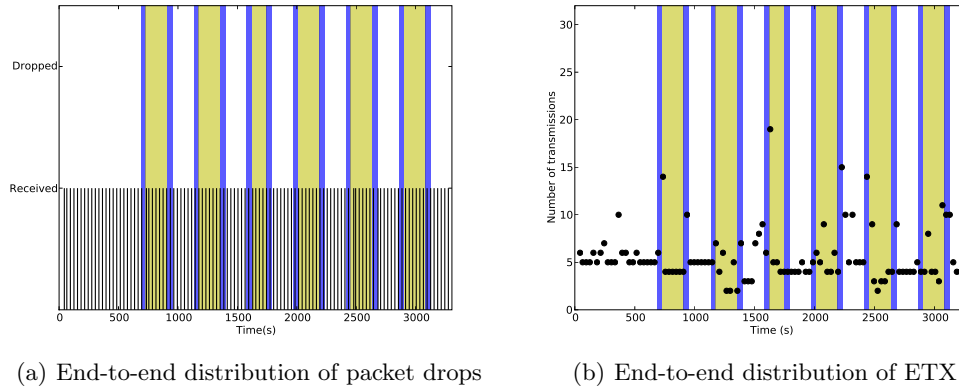 Dropped
Received
0 500 1000 1500 2000 2500 3000
Time(s)
(a) End-to-end distribution of packet drops
30
25
20
15
10
5
0
Number of transmissions
0 500 1000 1500 2000 2500 3000
Time (s)
(b) End-to-end distribution of ETX